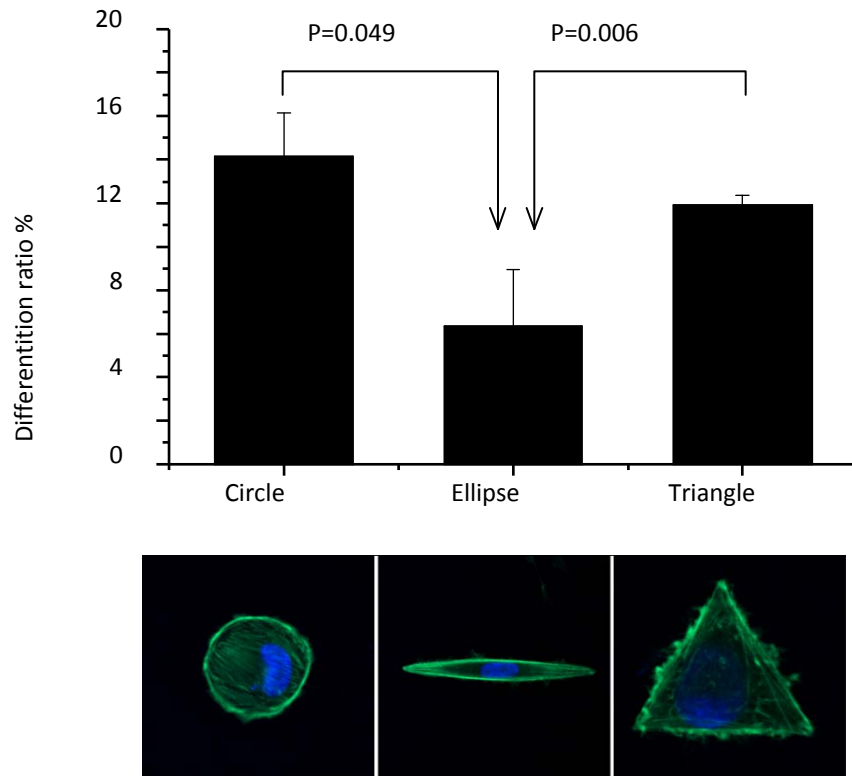 20
P=0.049 P=0.006
16
12
8
4
0
Differentition ratio %
Circle Ellipse Triangle